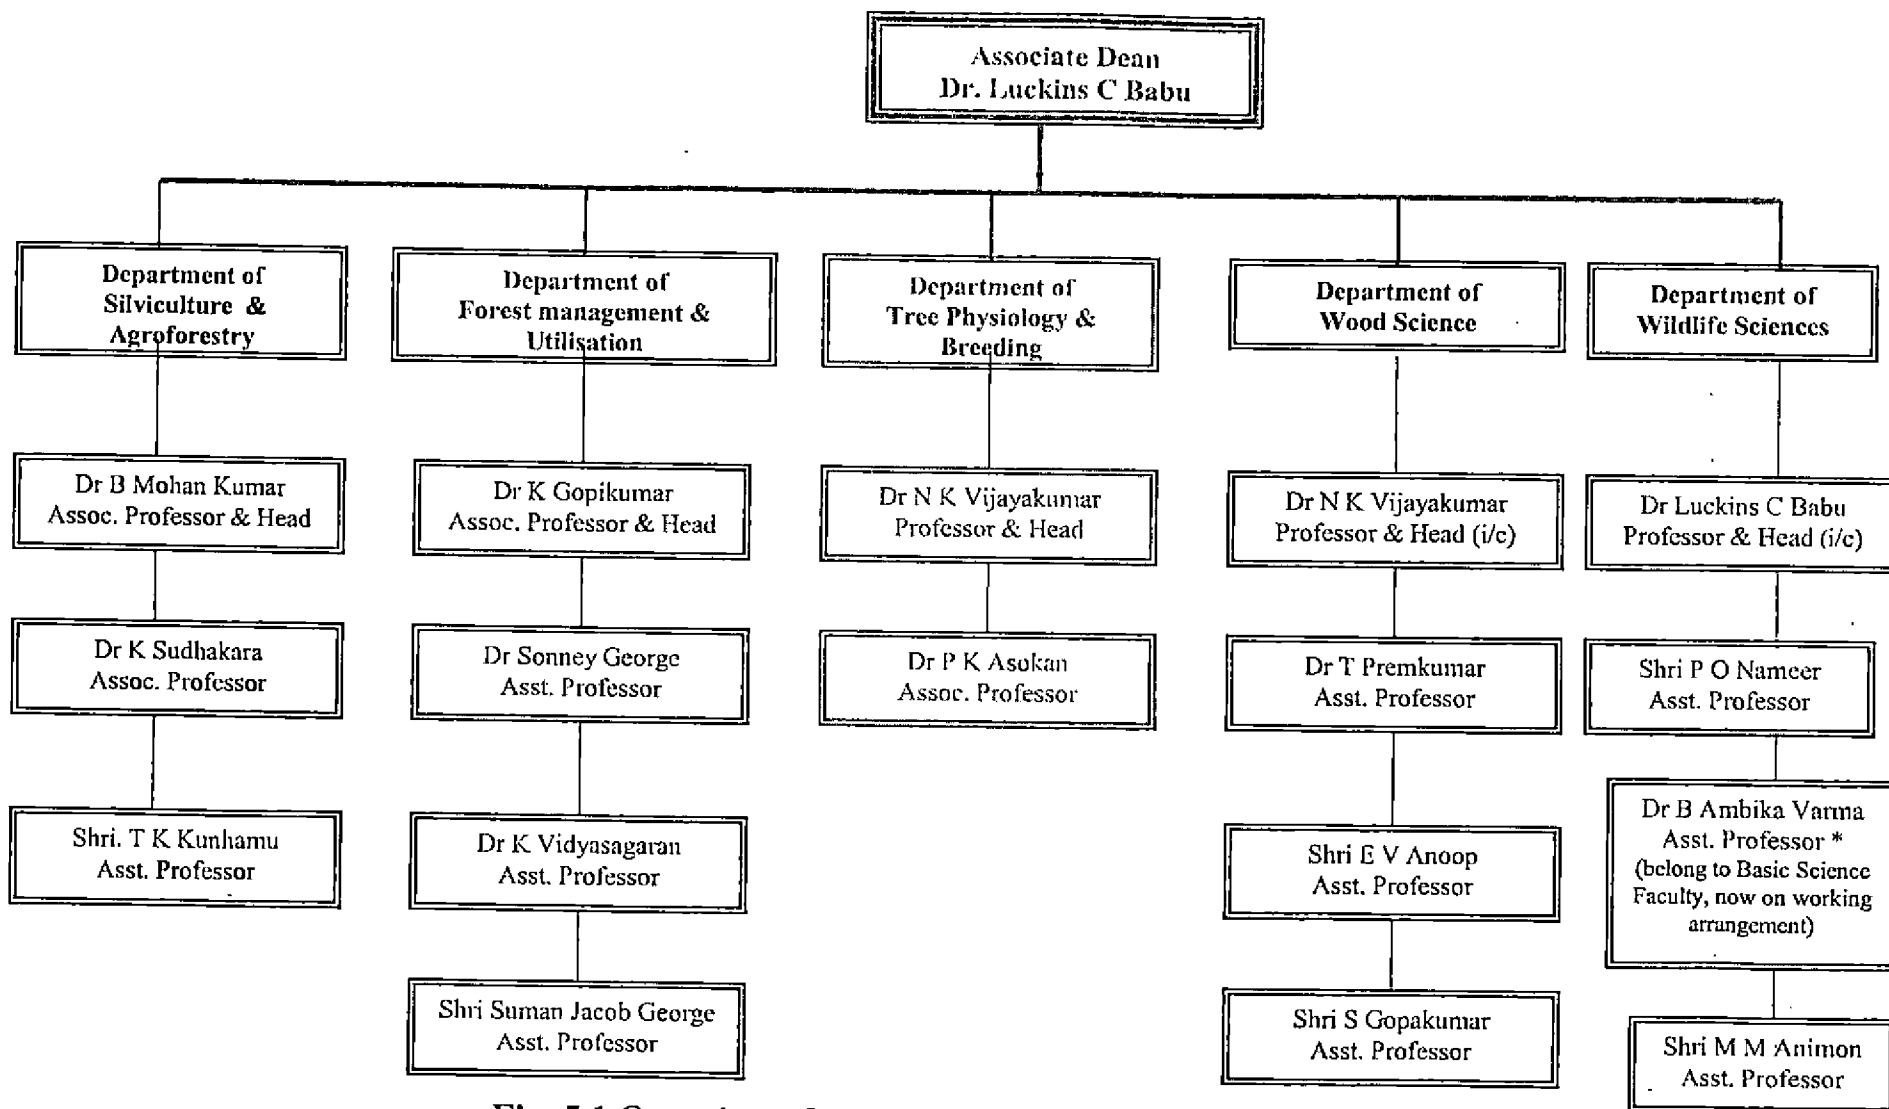 Associate Dean
Dr. Luckins C Babu
Department of
Silviculture &
Agroforestry
Dr B Mohan Kumar
Assoc. Professor & Head
Dr K Sudhakara
Assoc. Professor
Shri. T K Kunhamu
Asst. Professor
Department of
Forest management &
Utilisation
Dr K Gopikumar
Assoc. Professor & Head
Dr Sonney George
Asst. Professor
Dr K Vidyasagaran
Asst. Professor
Shri Suman Jacob George
Asst. Professor
Department of
Tree Physiology &
Breeding
Dr N K Vijayakumar
Professor & Head
Dr P K Asokan
Assoc. Professor
Department of
Wood Science
Dr N K Vijayakumar
Professor & Head (i/c)
Dr T Premkumar
Asst. Professor
Shri E V Anoop
Asst. Professor
Shri S Gopakumar
Asst. Professor
Department of
Wildlife Sciences
Dr Luckins C Babu
Professor & Head (i/c)
Shri P O Nameer
Asst. Professor
Dr B Ambika Varma
Asst. Professor *
(belong to Basic Science
Faculty, now on working
arrangement)
Shri M M Animon
Asst. Professor